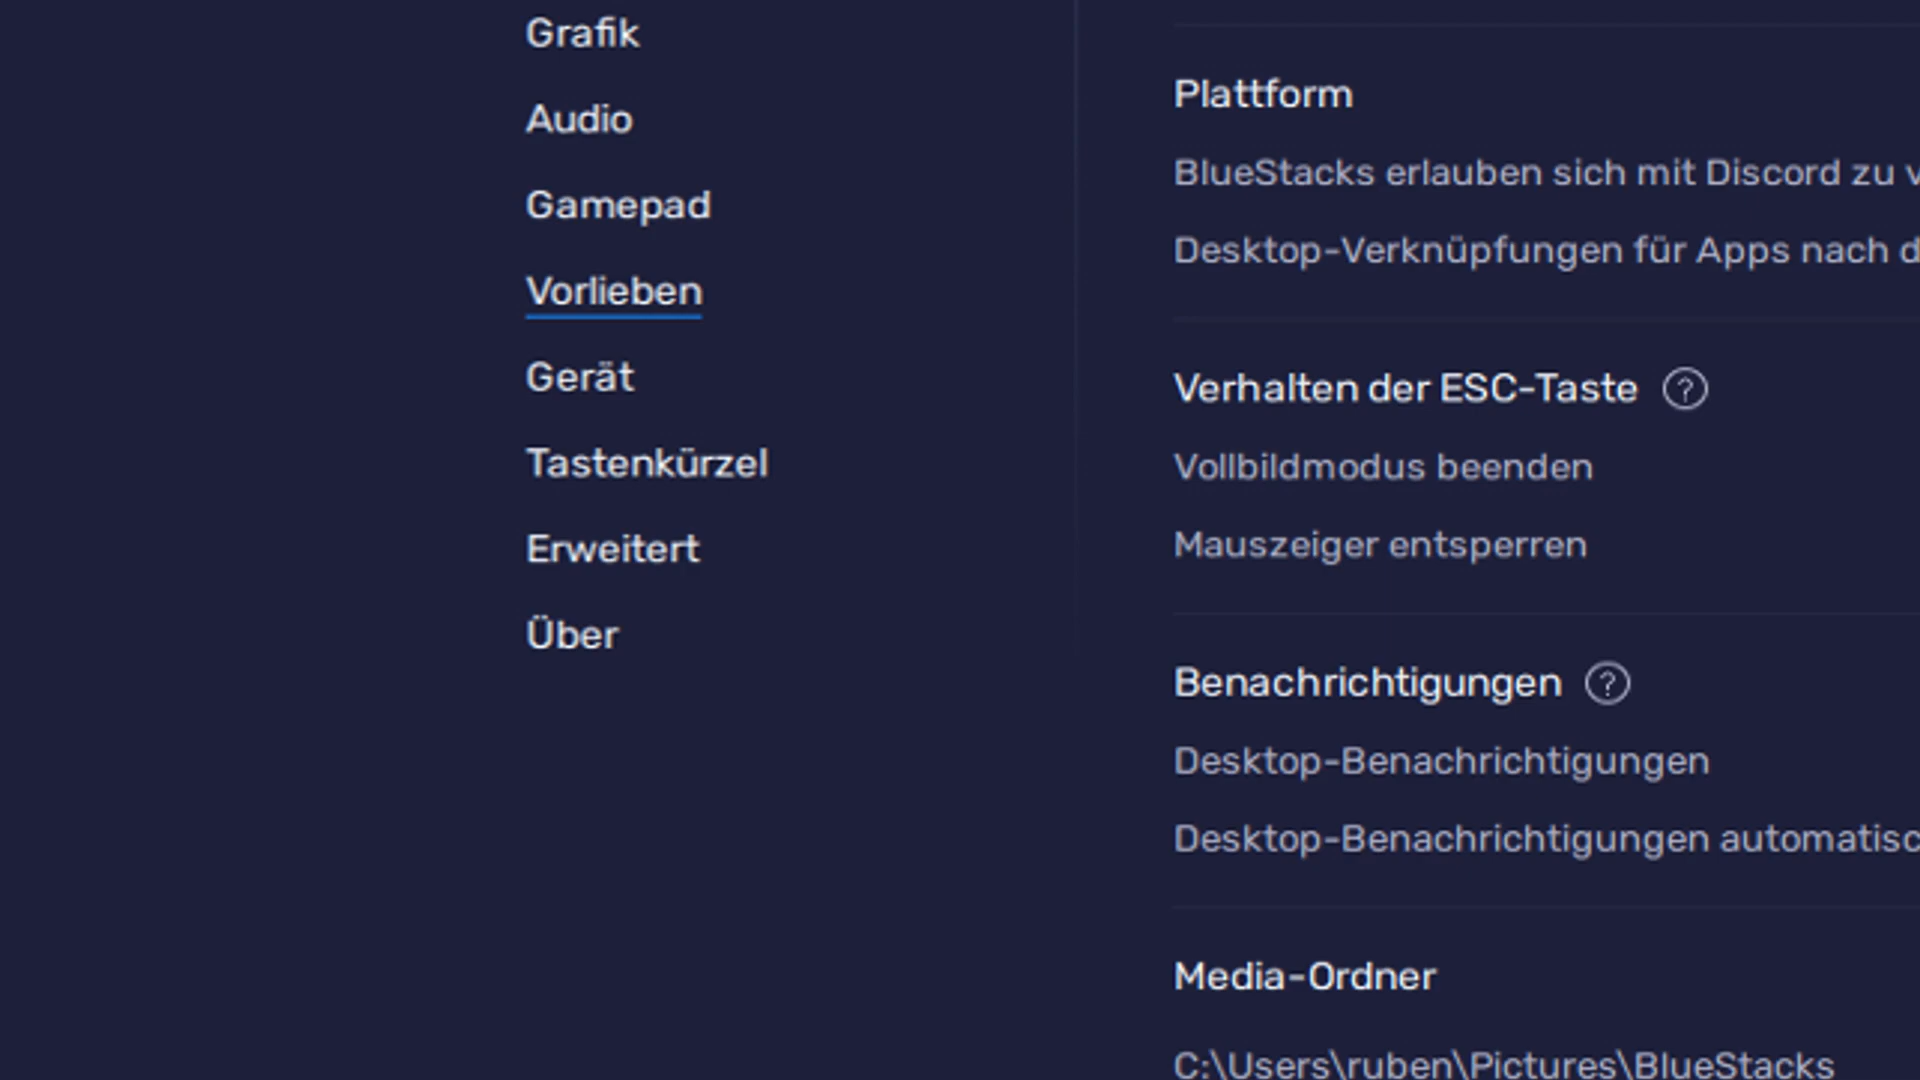 Grafik
Audio
Gamepad
Vorlieben
Gerät
Tastenkürzel
Erweitert
Über
Plattform
BlueStacks erlauben sich mit Discord zu
Desktop-Verknüpfungen für Apps nach
Verhalten der ESC-Taste ?
Vollbildmodus beenden
Mauszeiger entsperren
Benachrichtigungen ?
Desktop-Benachrichtigungen
Desktop-Benachrichtigungen automatisc
Media-Ordner
C:\Users\ruben\Pictures\BlueStacks